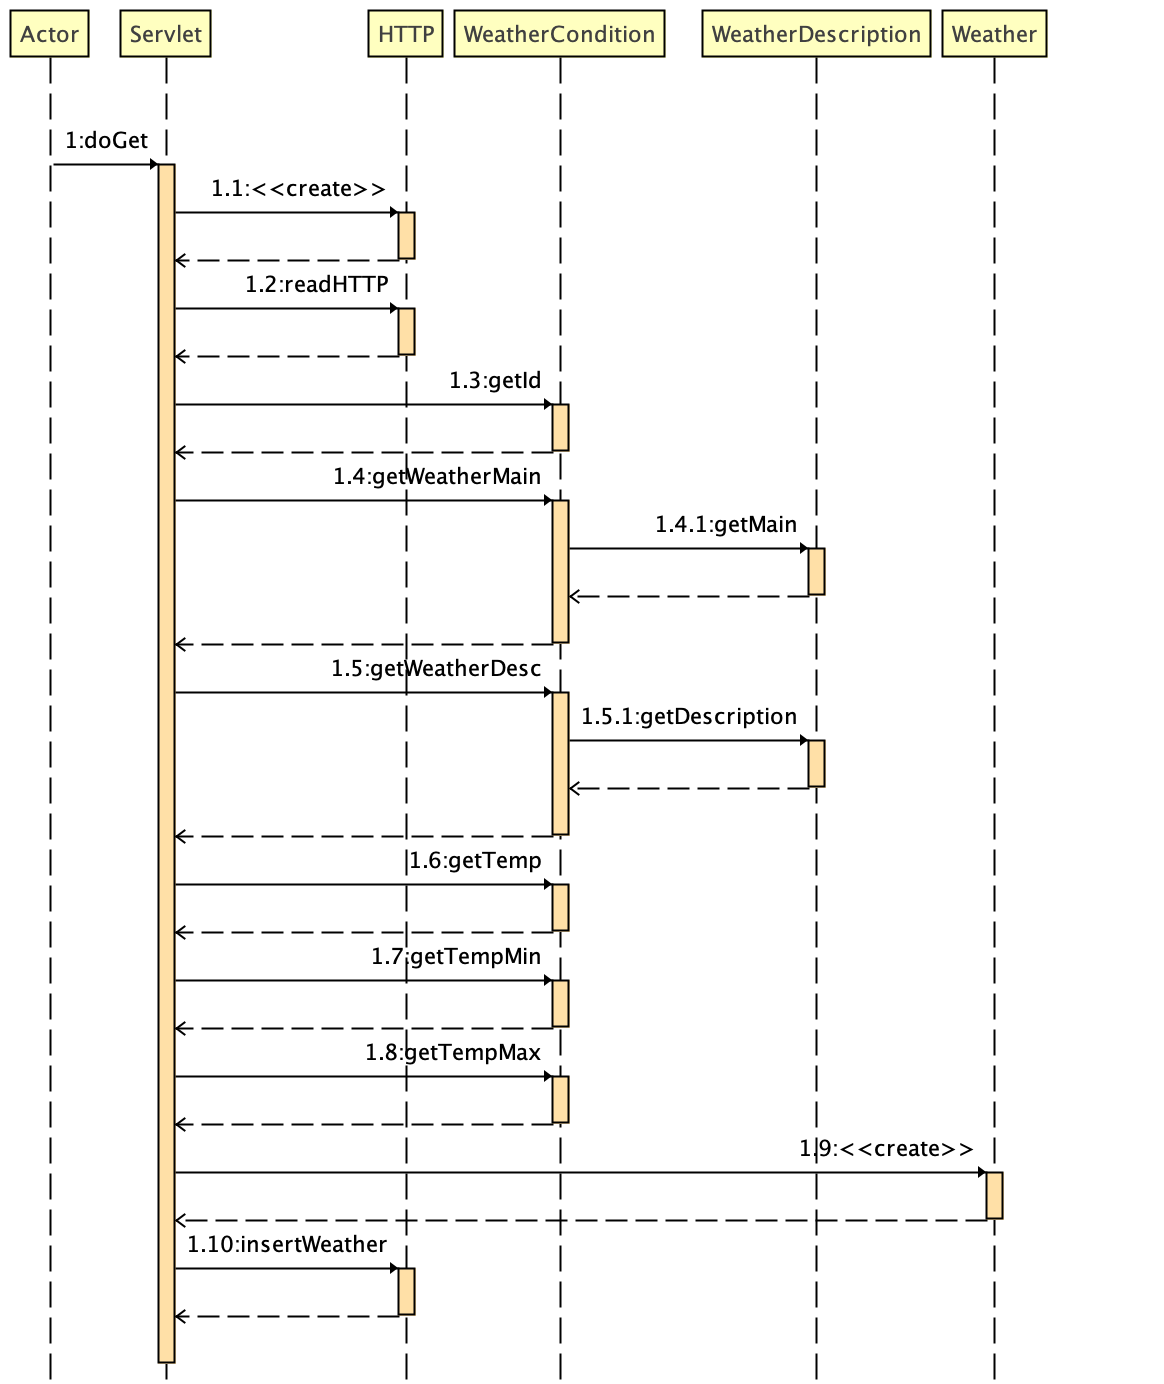 Actor
Servlet
HTTP
WeatherCondition
WeatherDescription
Weather
1:doGet
1.1:<<create>>
1.2:readHTTP
1.3:getId
1.4:getWeatherMain
1.4.1:getMain
1.5:getWeatherDesc
1.5.1:getDescription
1.6:getTemp
1.7:getTempMin
1.8:getTempMax
1.9:<<create>>
1.10:insertWeather